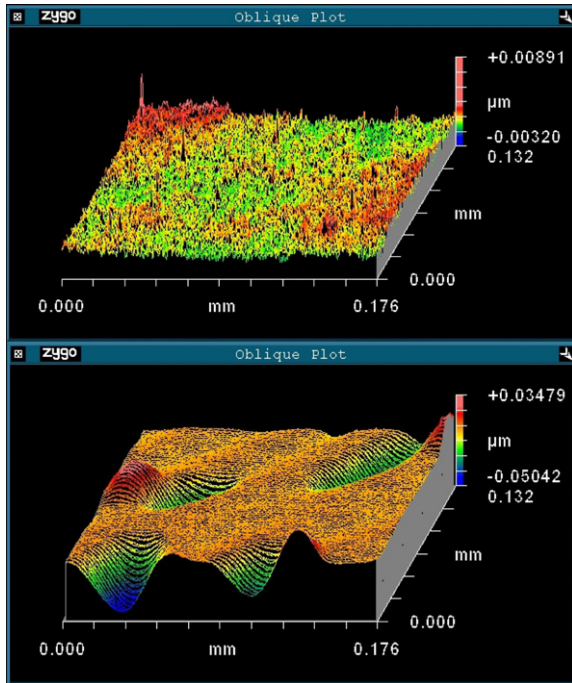 zygo Oblique Plot
+0.00891
µm
-0.00320
0.132
mm
0.000
0.000 mm 0.176
zygo Oblique Plot
+0.03479
µm
-0.05042
0.132
mm
0.000
0.000 mm 0.176